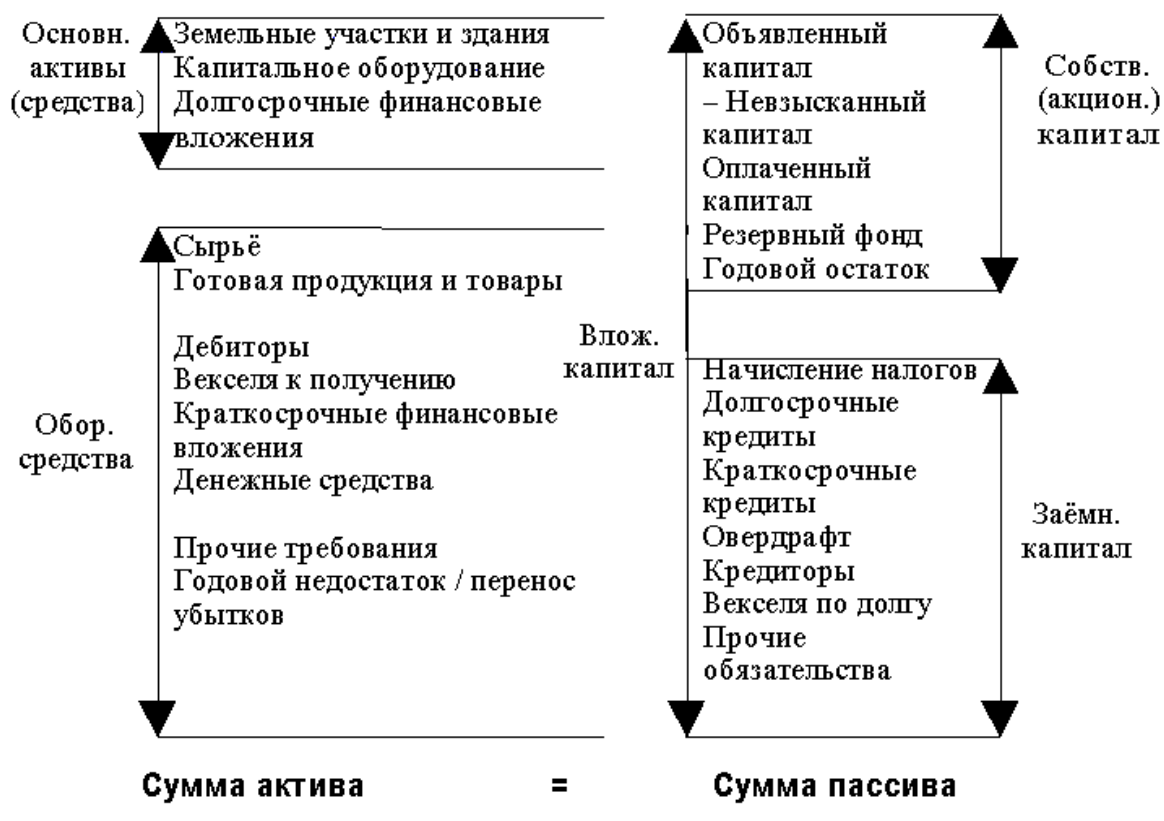 Основн.
активы
(средства)
Земельные участки и здания
Капитальное оборудование
Долгосрочные финансовые
вложения
Обор.
средства
Сырьё
Готовая продукция и товары
Дебиторы
Векселя к получению
Краткосрочные финансовые
вложения
Денежные средства
Прочие требования
Годовой недостаток / перенос
убытков
Влож.
капитал
Объявленный
капитал
– Невзысканный
капитал
Оплаченный
капитал
Резервный фонд
Годовой остаток
Собств.
(акцион.)
капитал
Начисление налогов
Долгосрочные
кредиты
Краткосрочные
кредиты
Овердрафт
Кредиторы
Векселя по долгу
Прочие
обязательства
Заёмн.
капитал
Сумма актива = Сумма пассива